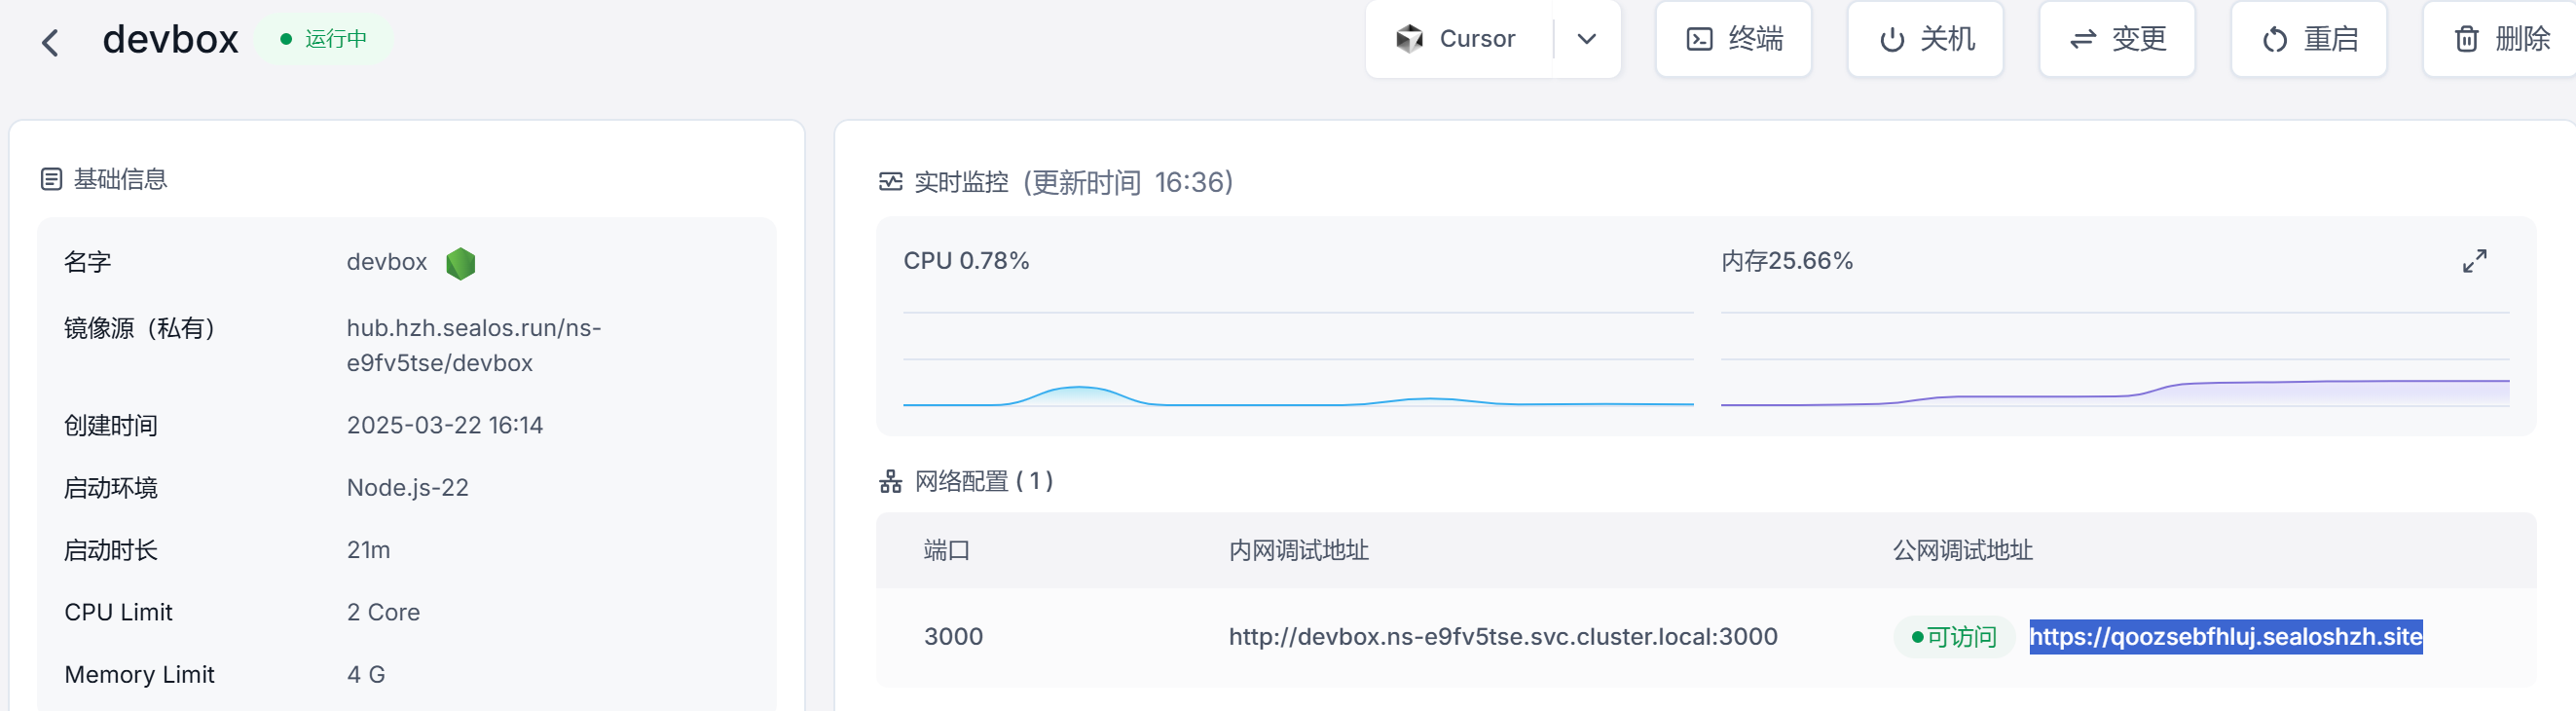 devbox
运行中
Cursor
终端
关机
变更
重启
删除
基础信息
名字 devbox
镜像源（私有） hub.hzh.sealos.run/ns-
e9fv5tse/devbox
创建时间 2025-03-22 16:14
启动环境 Node.js-22
启动时长 21m
CPU Limit 2 Core
Memory Limit 4 G
实时监控 (更新时间 16:36)
CPU 0.78%
内存25.66%
网络配置 ( 1 )
端口 内网调试地址 公网调试地址
3000 http://devbox.ns-e9fv5tse.svc.cluster.local:3000 可访问 https://qoozsebfhluj.sealoshzh.site